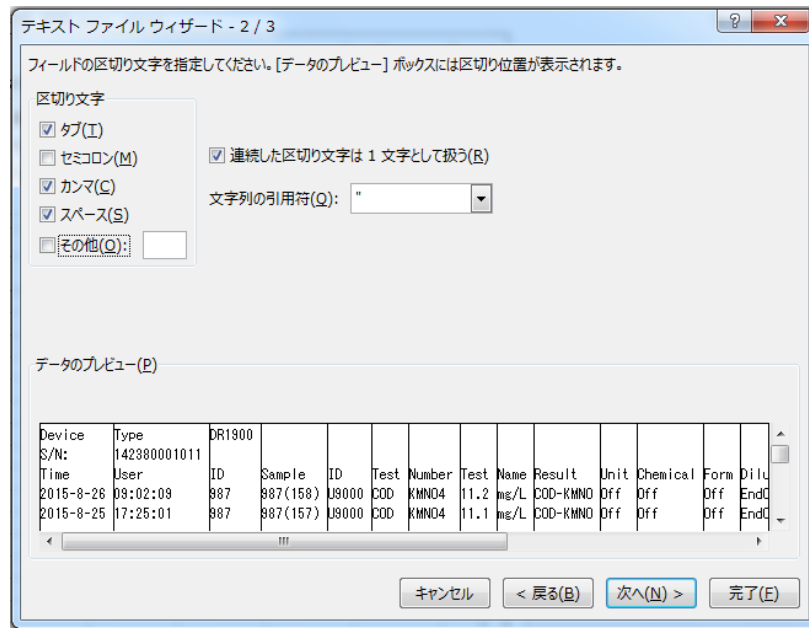 テキスト ファイル ウィザード - 2 / 3
フィールドの区切り文字を指定してください。[データのプレビュー] ボックスには区切り位置が表示されます。
区切り文字
タブ(T)
セミコロン(M)
カンマ(C)
スペース(S)
その他(O):
連続した区切り文字は 1 文字として扱う(R)
文字列の引用符(Q): "
データのプレビュー(P)
Device Type DR1900
S/N: 142380001011
Time User ID Sample ID Test Number Test Name Result Unit Chemical Form Dilu
2015-8-26 09:02:09 987 987(158) U9000 COD KMNO4 11.2 mg/L COD-KMNO Off Off Off EndC
2015-8-25 17:25:01 987 987(157) U9000 COD KMNO4 11.1 mg/L COD-KMNO Off Off Off EndC
キャンセル < 戻る(B) 次へ(N) > 完了(F)